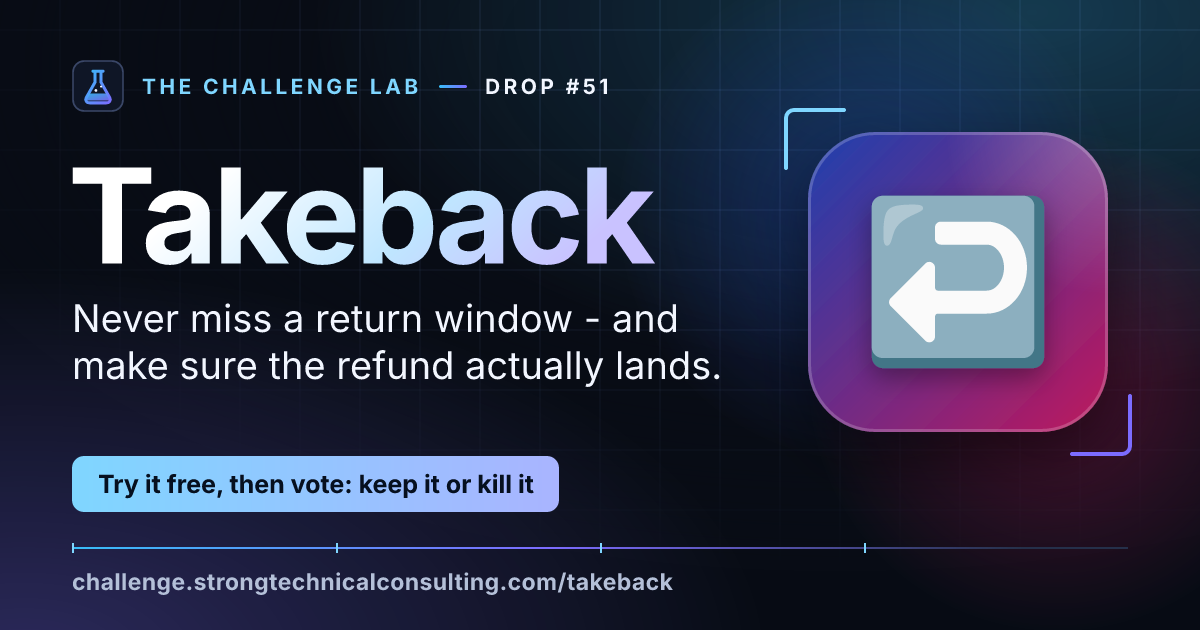 THE CHALLENGE LAB — DROP #51
Takeback
Never miss a return window - and
make sure the refund actually lands.
Try it free, then vote: keep it or kill it
challenge.strongtechnicalconsulting.com/takeback